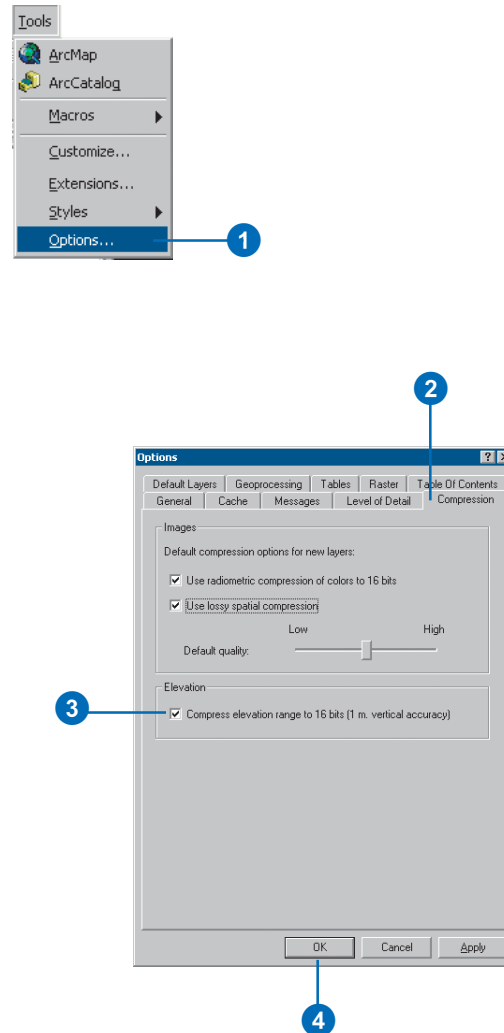 Tools
ArcMap
ArcCatalog
Macros
Customize...
Extensions...
Styles
Options...
1
2
Options
Default Layers Geoprocessing Tables Raster Table Of Contents
General Cache Messages Level of Detail Compression
Images
Default compression options for new layers:
Use radiometric compression of colors to 16 bits
Use lossy spatial compression
Low High
Default quality:
Elevation
3
Compress elevation range to 16 bits (1 m. vertical accuracy)
OK Cancel Apply
4